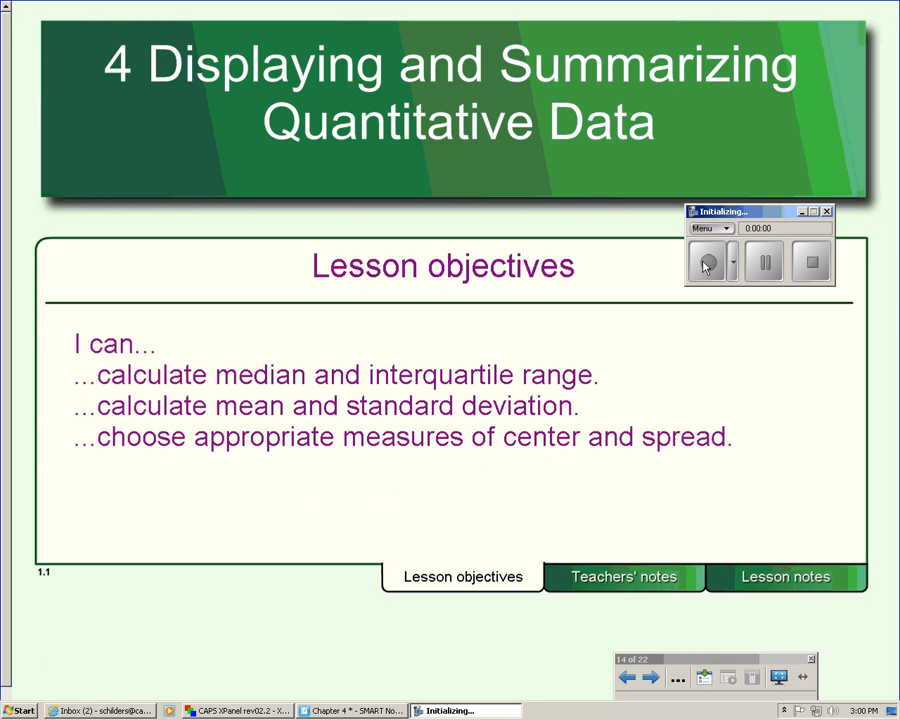 4 Displaying and Summarizing
Quantitative Data
Initializing...
Menu
0:00:00
Lesson objectives
I can...
...calculate median and interquartile range.
...calculate mean and standard deviation.
...choose appropriate measures of center and spread.
1.1
Lesson objectives
Teachers' notes
Lesson notes
14 of 22
...
Start
Inbox (2) - schilders@ca...
CAPS XPanel rev02.2 - X...
Chapter 4 * - SMART No...
Initializing...
3:00 PM